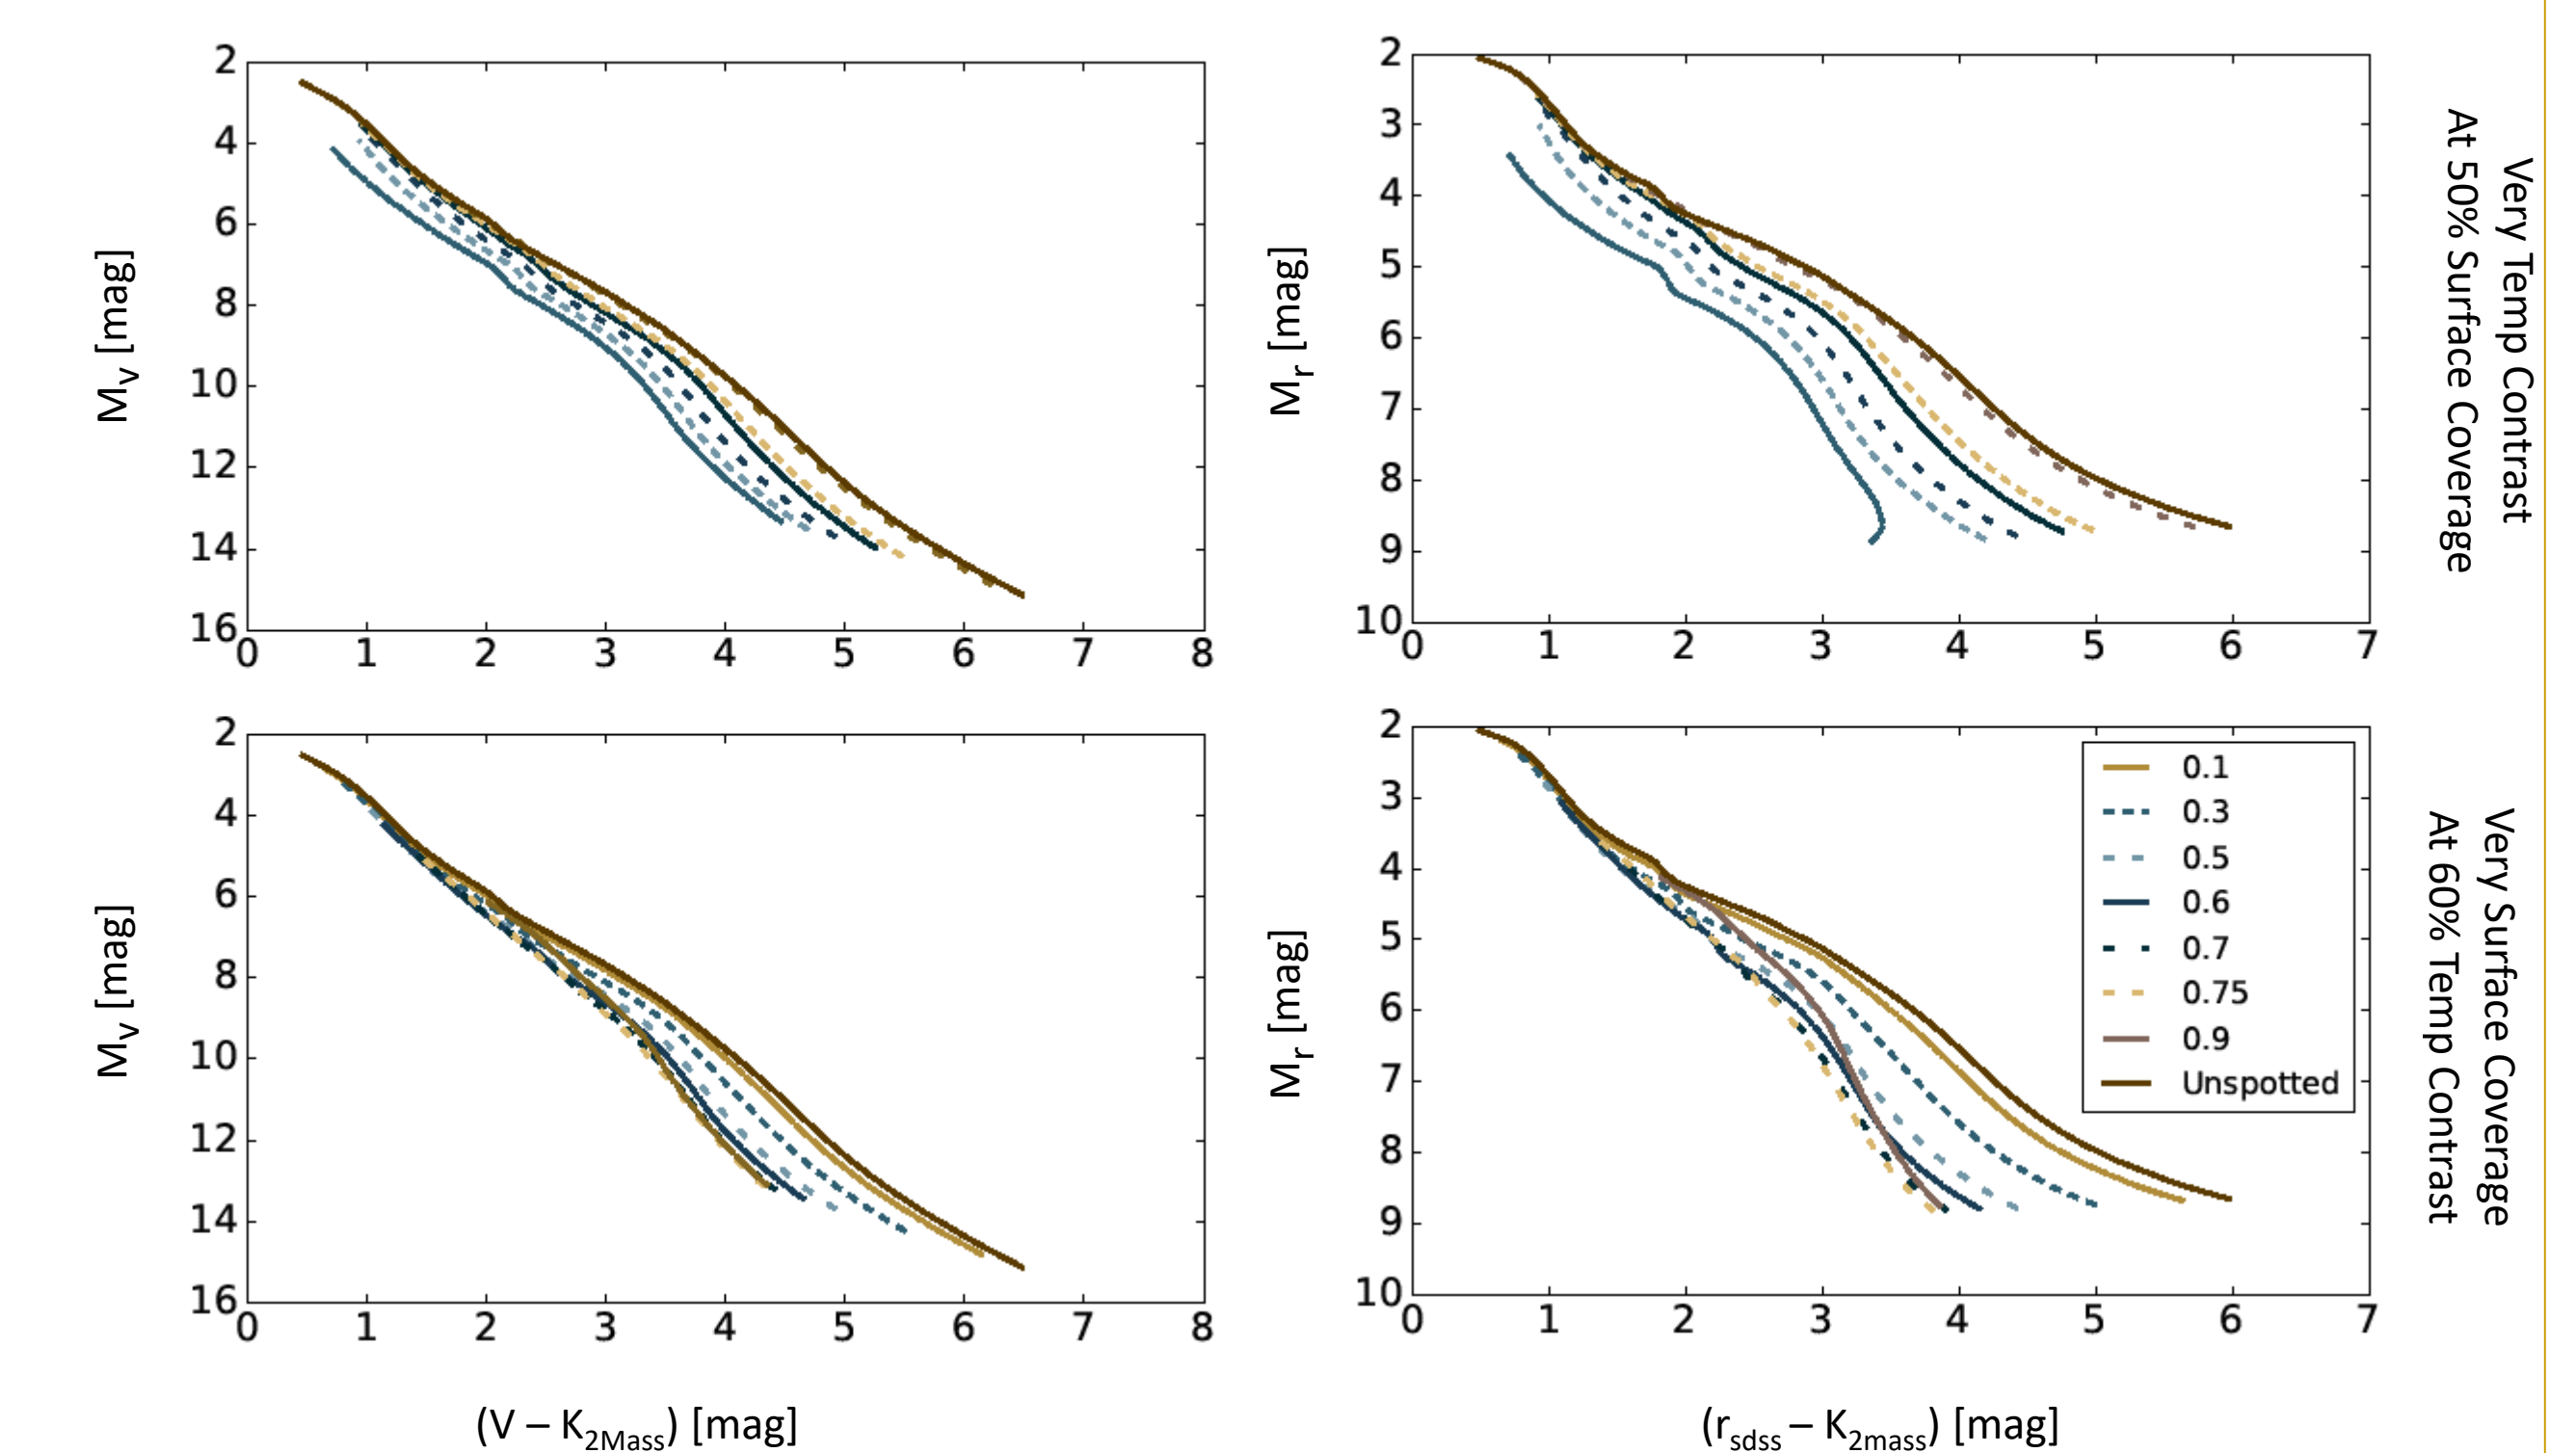 2
4
6
8
10
12
14
16
0 1 2 3 4 5 6 7 8
M_V [mag]
2
3
4
5
6
7
8
9
10
0 1 2 3 4 5 6 7
M_r [mag]
Very Temp Contrast
At 50% Surface Coverage
2
4
6
8
10
12
14
16
0 1 2 3 4 5 6 7 8
M_V [mag]
(V – K_2Mass) [mag]
2
3
4
5
6
7
8
9
10
0 1 2 3 4 5 6 7
M_r [mag]
(r_sdss – K_2mass) [mag]
0.1
0.3
0.5
0.6
0.7
0.75
0.9
Unspotted
Very Surface Coverage
At 60% Temp Contrast